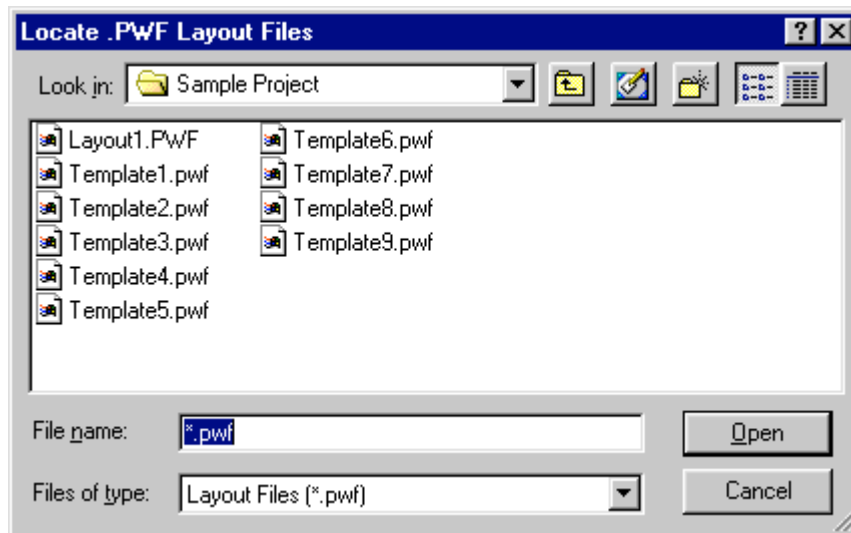 Locate .PWF Layout Files
Look in: Sample Project
Layout1.PWF
Template1.pwf
Template2.pwf
Template3.pwf
Template4.pwf
Template5.pwf
Template6.pwf
Template7.pwf
Template8.pwf
Template9.pwf
File name: *.pwf Open
Files of type: Layout Files (*.pwf) Cancel